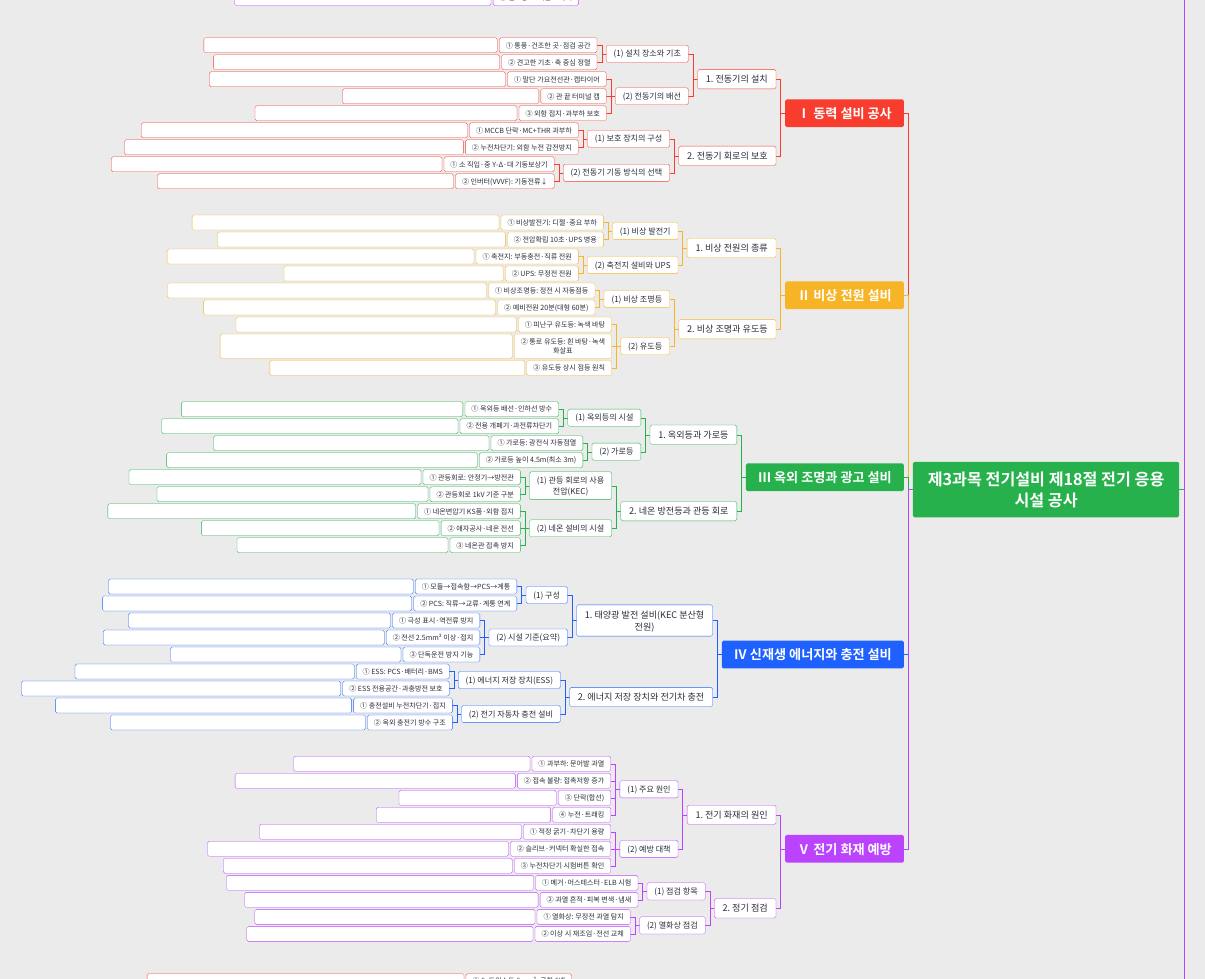 제3과목 전기설비 제18절 전기 응용
시설 공사
I 동력 설비 공사
1. 전동기의 설치
(1) 설치 장소와 기초
① 통풍·건조한 곳·점검 공간
② 견고한 기초·축 중심 정렬
(2) 전동기의 배선
① 말단 가요전선관·캡타이어
② 관 끝 터미널 캡
③ 외함 접지·과부하 보호
2. 전동기 회로의 보호
(1) 보호 장치의 구성
① MCCB 단락·MC+THR 과부하
② 누전차단기: 외함 누전 감전방지
(2) 전동기 기동 방식의 선택
① 소 직입·중 Y-Δ·대 기동보상기
② 인버터(VVVF): 기동전류↓
II 비상 전원 설비
1. 비상 전원의 종류
(1) 비상 발전기
① 비상발전기: 디젤·중요 부하
② 전압확립 10초·UPS 병용
(2) 축전지 설비와 UPS
① 축전지: 부동충전·직류 전원
② UPS: 무정전 전원
2. 비상 조명과 유도등
(1) 비상 조명등
① 비상조명등: 정전 시 자동점등
② 예비전원 20분(대형 60분)
(2) 유도등
① 피난구 유도등: 녹색 바탕
② 통로 유도등: 흰 바탕·녹색
화살표
③ 유도등 상시 점등 원칙
III 옥외 조명과 광고 설비
1. 옥외등과 가로등
(1) 옥외등의 시설
① 옥외등 배선·인하선 방수
② 전용 개폐기·과전류차단기
(2) 가로등
① 가로등: 광전식 자동점멸
② 가로등 높이 4.5m(최소 3m)
2. 네온 방전등과 관등 회로
(1) 관등 회로의 사용
전압(KEC)
① 관등회로: 안정기→방전관
② 관등회로 1kV 기준 구분
(2) 네온 설비의 시설
① 네온변압기 KS품·외함 접지
② 애자공사·네온 전선
③ 네온관 접촉 방지
IV 신재생 에너지와 충전 설비
1. 태양광 발전 설비(KEC 분산형
전원)
(1) 구성
① 모듈→접속함→PCS→계통
② PCS: 직류→교류·계통 연계
(2) 시설 기준(요약)
① 극성 표시·역전류 방지
② 전선 2.5mm² 이상·접지
③ 단독운전 방지 기능
2. 에너지 저장 장치와 전기차 충전
(1) 에너지 저장 장치(ESS)
① ESS: PCS·배터리·BMS
② ESS 전용공간·과충방전 보호
(2) 전기 자동차 충전 설비
① 충전설비 누전차단기·접지
② 옥외 충전기 방수 구조
V 전기 화재 예방
1. 전기 화재의 원인
(1) 주요 원인
① 과부하: 문어발 과열
② 접속 불량: 접촉저항 증가
③ 단락(합선)
④ 누전·트래킹
(2) 예방 대책
① 적정 굵기·차단기 용량
② 슬리브·커넥터 확실한 접속
③ 누전차단기 시험버튼 확인
2. 정기 점검
(1) 점검 항목
① 메거·어스테스터·ELB 시험
② 과열 흔적·피복 변색·냄새
(2) 열화상 점검
① 열화상: 무정전 과열 탐지
② 이상 시 재조임·전선 교체